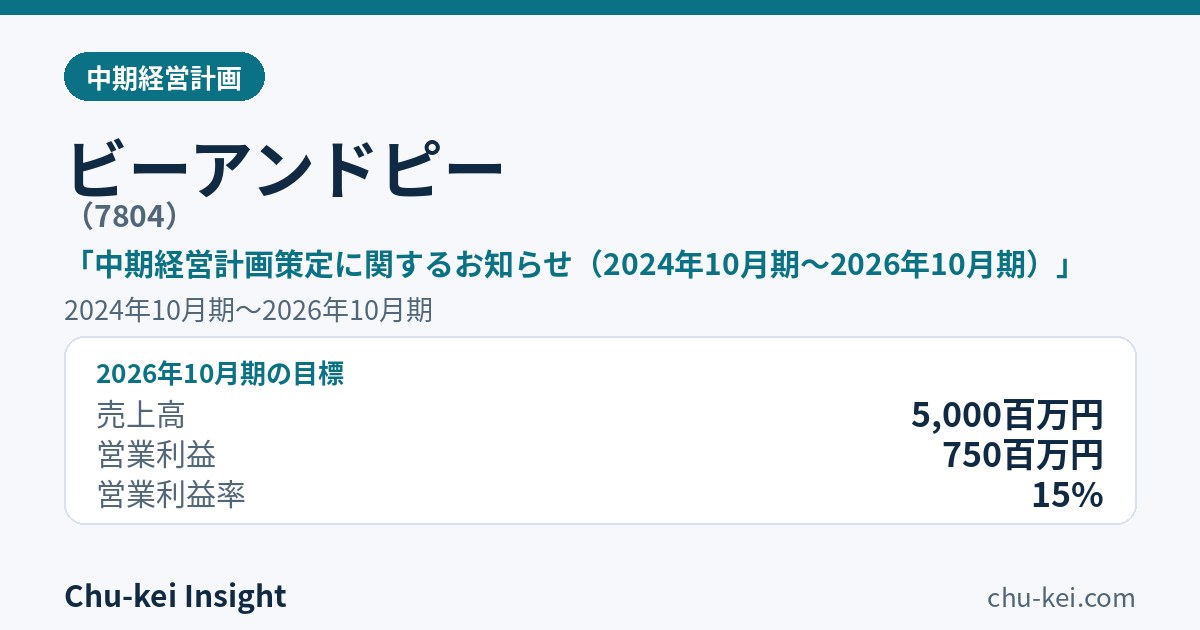 中期経営計画
ビーアンドピー
（7804）
「中期経営計画策定に関するお知らせ（2024年10月期～2026年10月期）」
2024年10月期～2026年10月期
2026年10月期の目標
売上高 5,000百万円
営業利益 750百万円
営業利益率 15%
Chu-kei Insight chu-kei.com